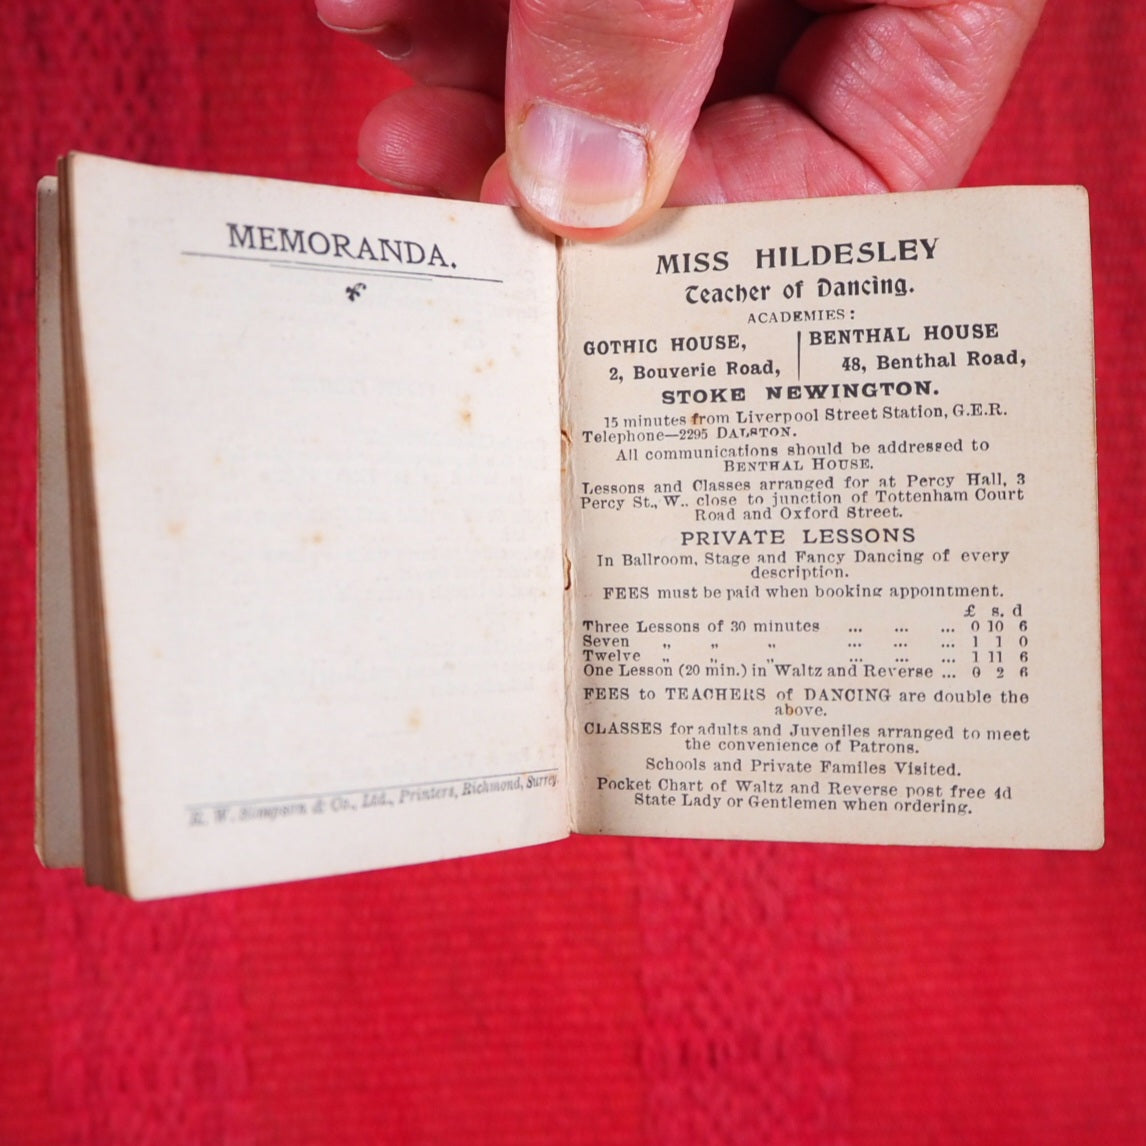 MEMORANDA.
R. W. Simpson & Co., Ltd., Printers, Richmond, Surrey.
MISS HILDESLEY
Teacher of Dancing.
ACADEMIES:
GOTHIC HOUSE,
2, Bouverie Road,
BENTHAL HOUSE
48, Benthal Road,
STOKE NEWINGTON.
15 minutes from Liverpool Street Station, G.E.R.
Telephone—2295 DALSTON.
All communications should be addressed to
BENTHAL HOUSE.
Lessons and Classes arranged for at Percy Hall, 3
Percy St., W.. close to junction of Tottenham Court
Road and Oxford Street.
PRIVATE LESSONS
In Ballroom, Stage and Fancy Dancing of every
description.
FEES must be paid when booking appointment.
£ s. d
Three Lessons of 30 minutes ... ... ... 0 10 6
Seven „ „ „ ... ... ... 1 1 0
Twelve „ „ „ ... ... ... 1 11 6
One Lesson (20 min.) in Waltz and Reverse ... 0 2 6
FEES to TEACHERS of DANCING are double the
above.
CLASSES for adults and Juveniles arranged to meet
the convenience of Patrons.
Schools and Private Familes Visited.
Pocket Chart of Waltz and Reverse post free 4d
State Lady or Gentlemen when ordering.